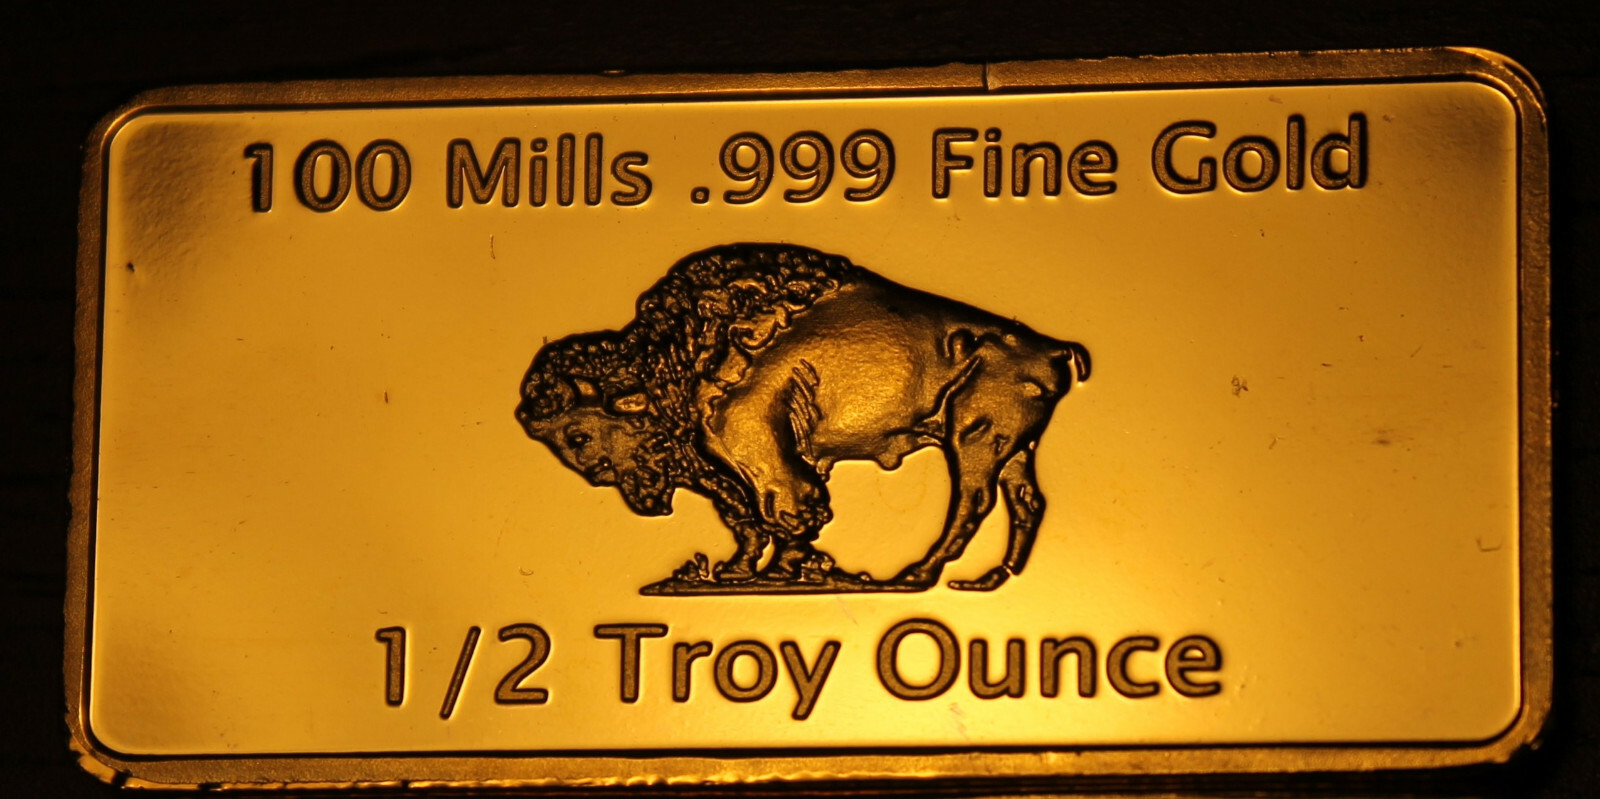 100 Mills .999 Fine Gold
1/2 Troy Ounce